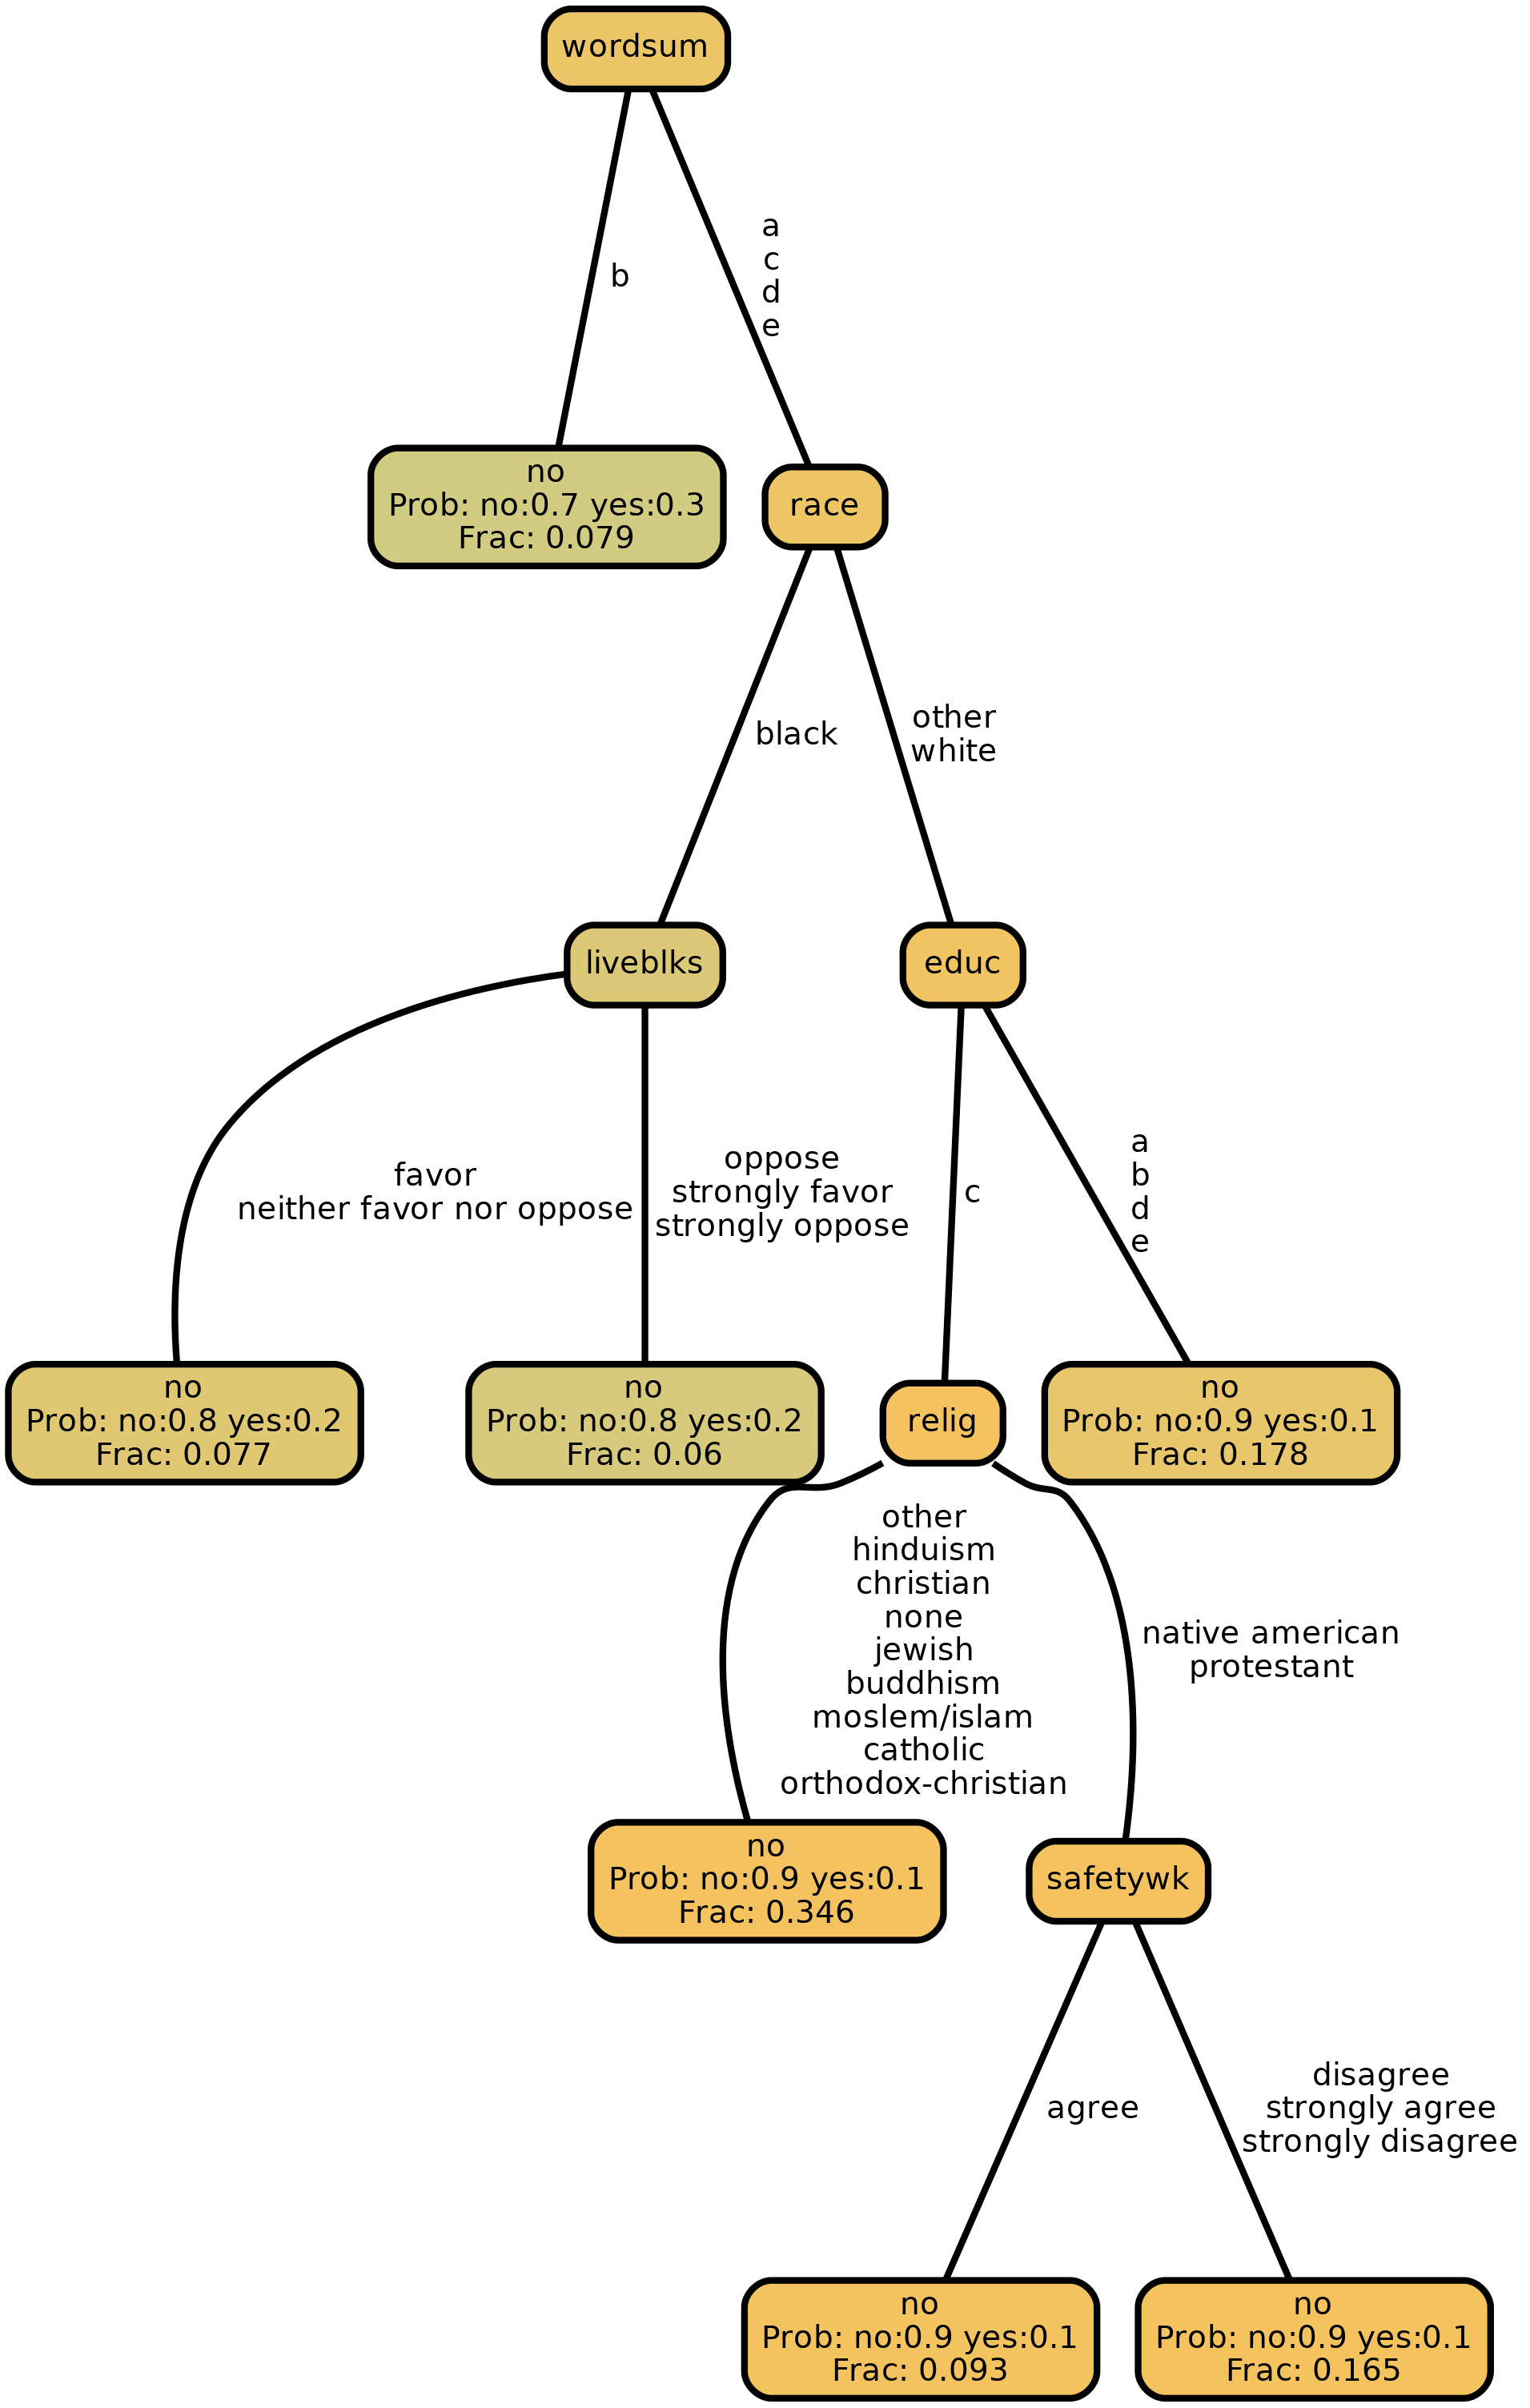 wordsum
b
a
c
d
e
no
Prob: no:0.7 yes:0.3
Frac: 0.079
race
black
other
white
liveblks
educ
favor
neither favor nor oppose
oppose
strongly favor
strongly oppose
c
a
b
d
e
no
Prob: no:0.8 yes:0.2
Frac: 0.077
no
Prob: no:0.8 yes:0.2
Frac: 0.06
relig
no
Prob: no:0.9 yes:0.1
Frac: 0.178
other
hinduism
christian
none
jewish
buddhism
moslem/islam
catholic
orthodox-christian
native american
protestant
no
Prob: no:0.9 yes:0.1
Frac: 0.346
safetywk
agree
disagree
strongly agree
strongly disagree
no
Prob: no:0.9 yes:0.1
Frac: 0.093
no
Prob: no:0.9 yes:0.1
Frac: 0.165